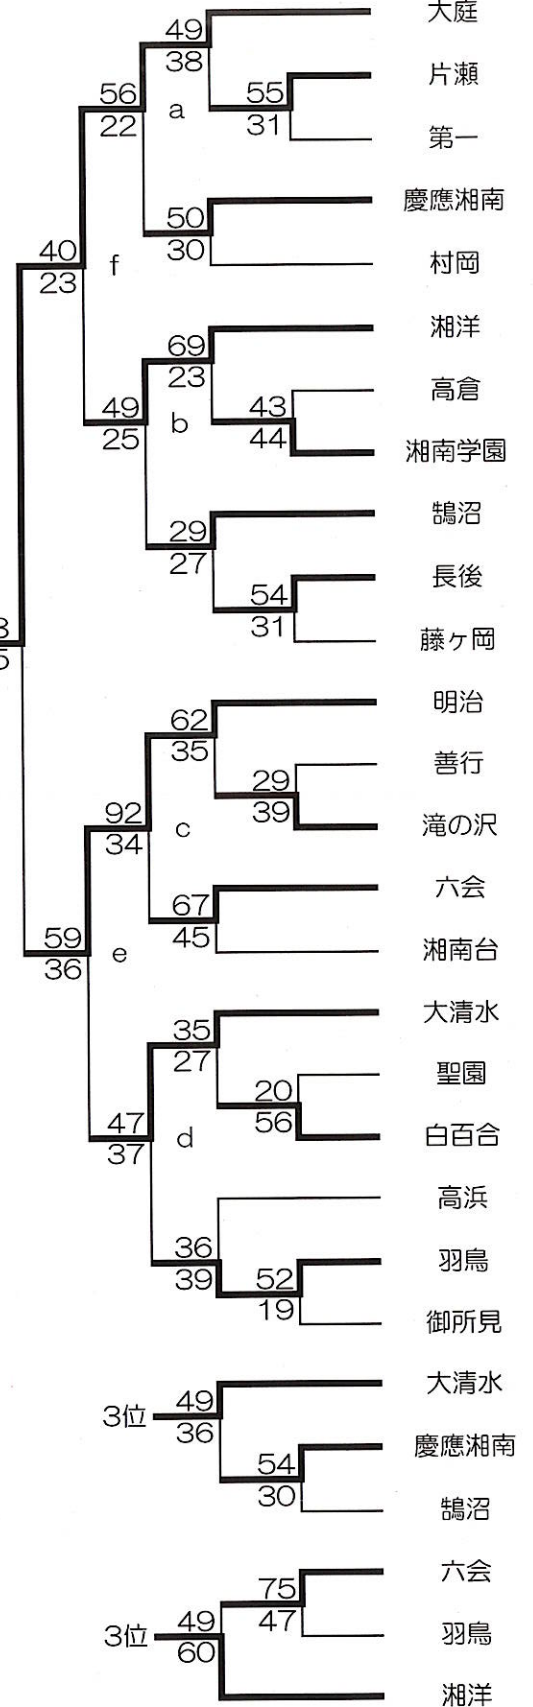 大庭
49
38
片瀬
55
56
a
31
22
第一
慶應湘南
50
30
40
f
村岡
23
湘洋
69
23
高倉
49
b
43
25
44
湘南学園
鵠沼
29
27
長後
54
31
藤ヶ岡
明治
62
35
善行
29
92
39
c
34
滝の沢
六会
67
45
59
e
湘南台
36
大清水
35
27
聖園
20
47
56
d
37
白百合
高浜
36
39
羽鳥
52
19
御所見
大清水
49
3位
36
慶應湘南
54
30
鵠沼
六会
75
49
47
3位
羽鳥
60
湘洋